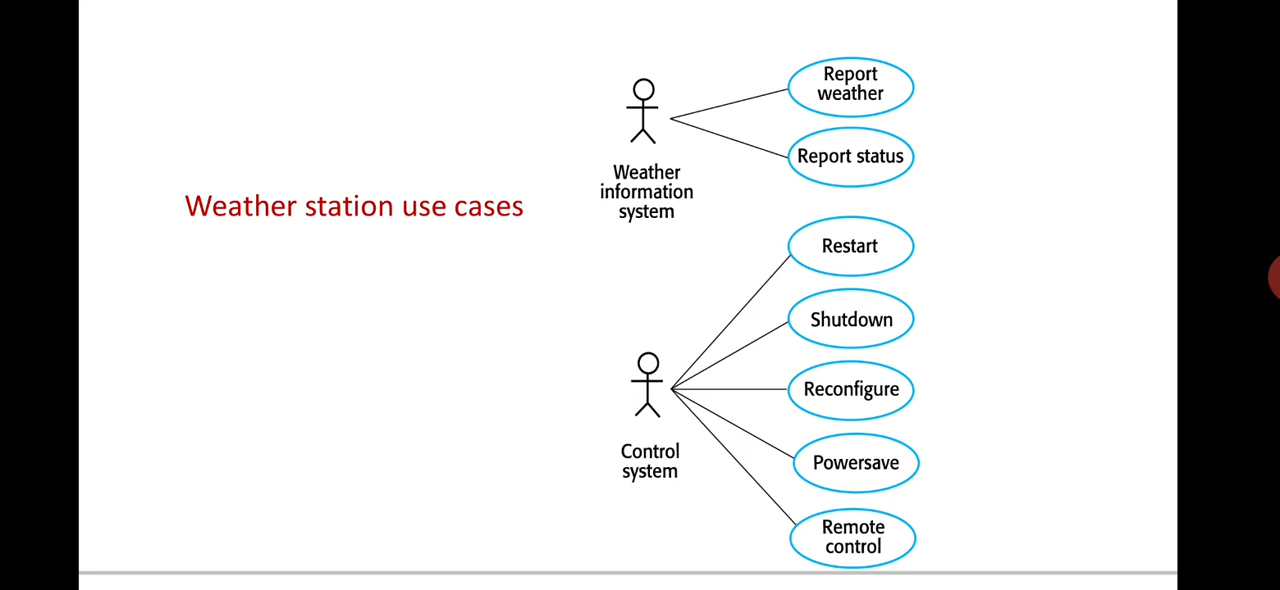 Weather station use cases
Report
weather
Report status
Weather
information
system
Restart
Shutdown
Reconfigure
Powersave
Remote
control
Control
system